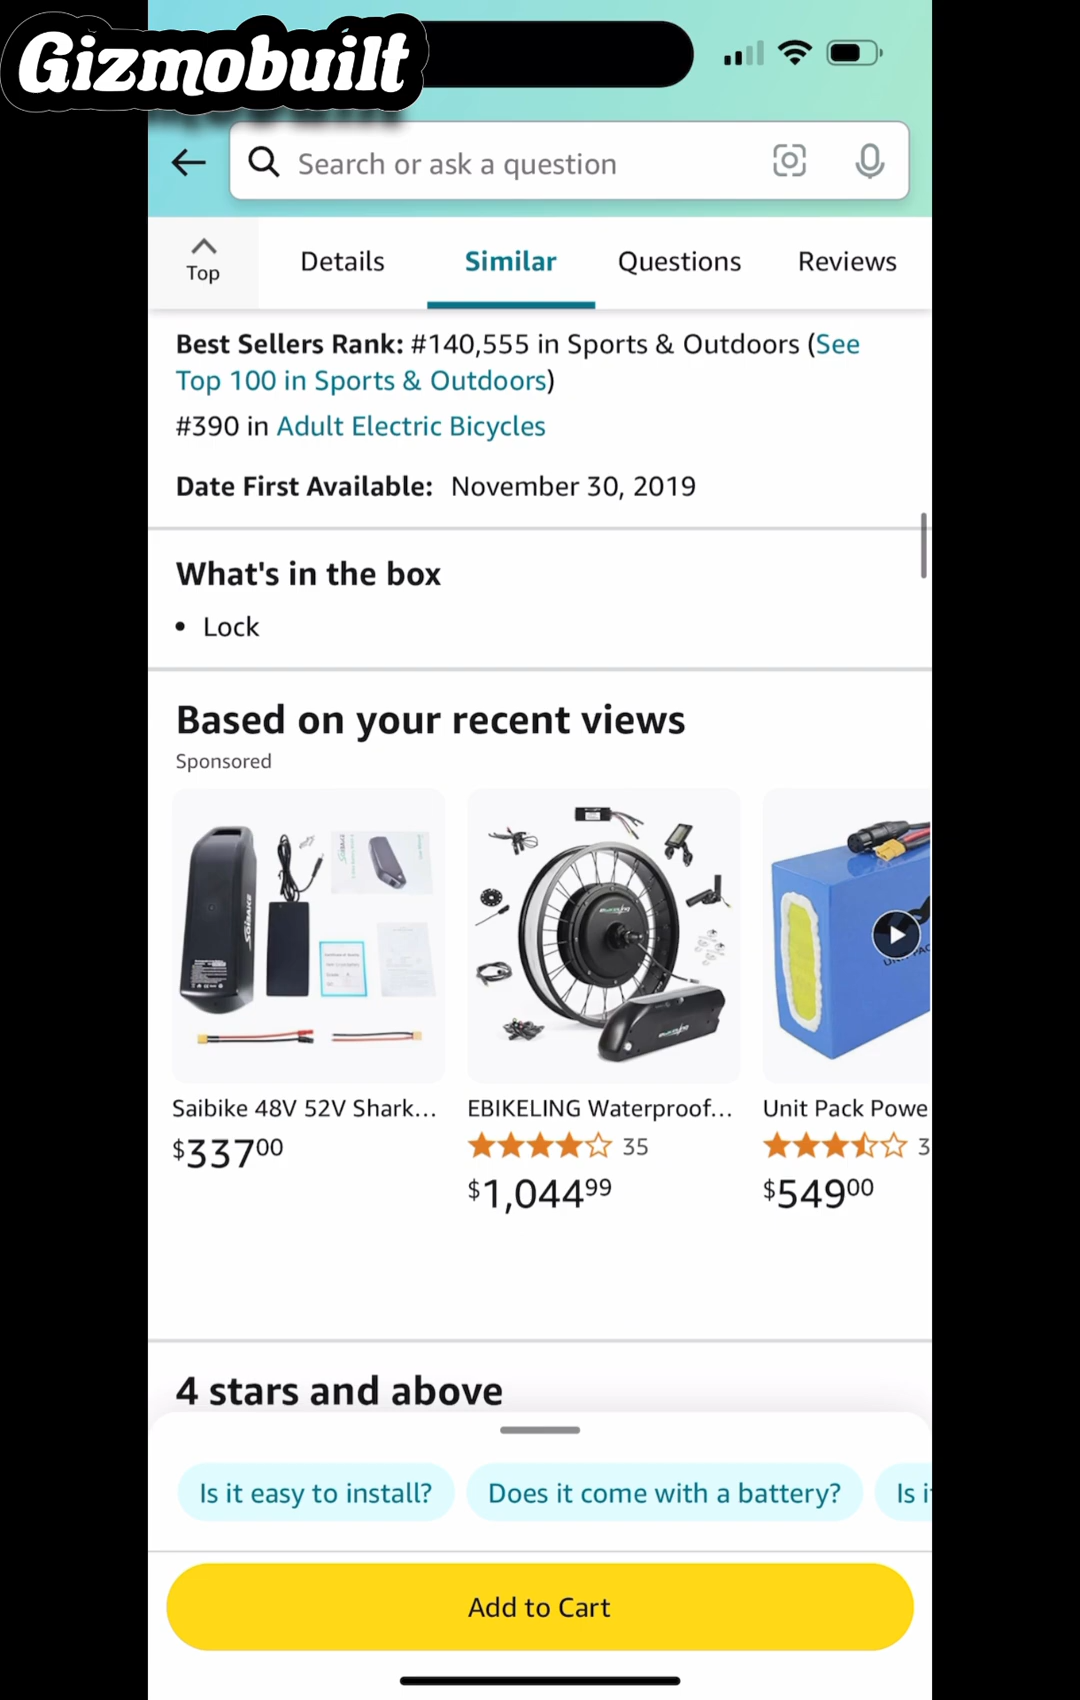 Gizmobuilt
Search or ask a question
Top
Details
Similar
Questions
Reviews
Best Sellers Rank: #140,555 in Sports & Outdoors (See
Top 100 in Sports & Outdoors)
#390 in Adult Electric Bicycles
Date First Available: November 30, 2019
What's in the box
• Lock
Based on your recent views
Sponsored
Saibike 48V 52V Shark...
$33700
EBIKELING Waterproof...
35
$1,04499
Unit Pack Powe
3
$54900
4 stars and above
Is it easy to install?
Does it come with a battery?
Is i
Add to Cart